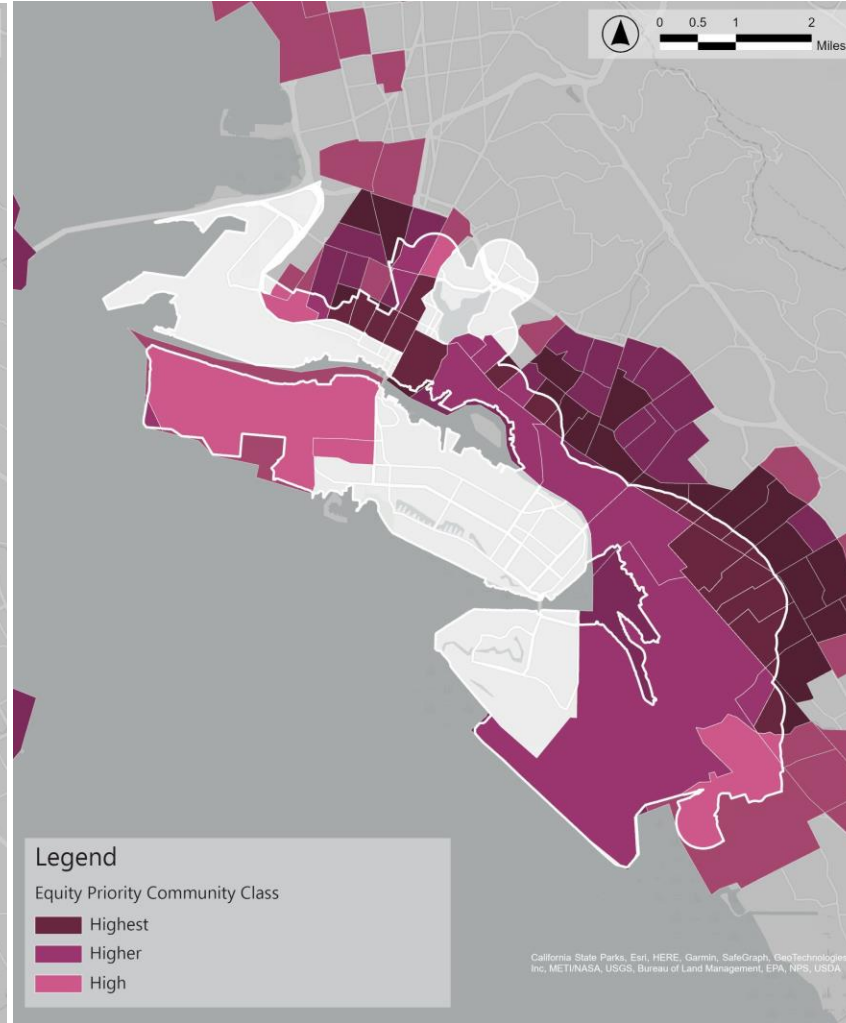 0 0.5 1 2
Miles
Legend
Equity Priority Community Class
Highest
Higher
High
California State Parks, Esri, HERE, Garmin, SafeGraph, GeoTechnologies
Inc, METI/NASA, USGS, Bureau of Land Management, EPA, NPS, USDA